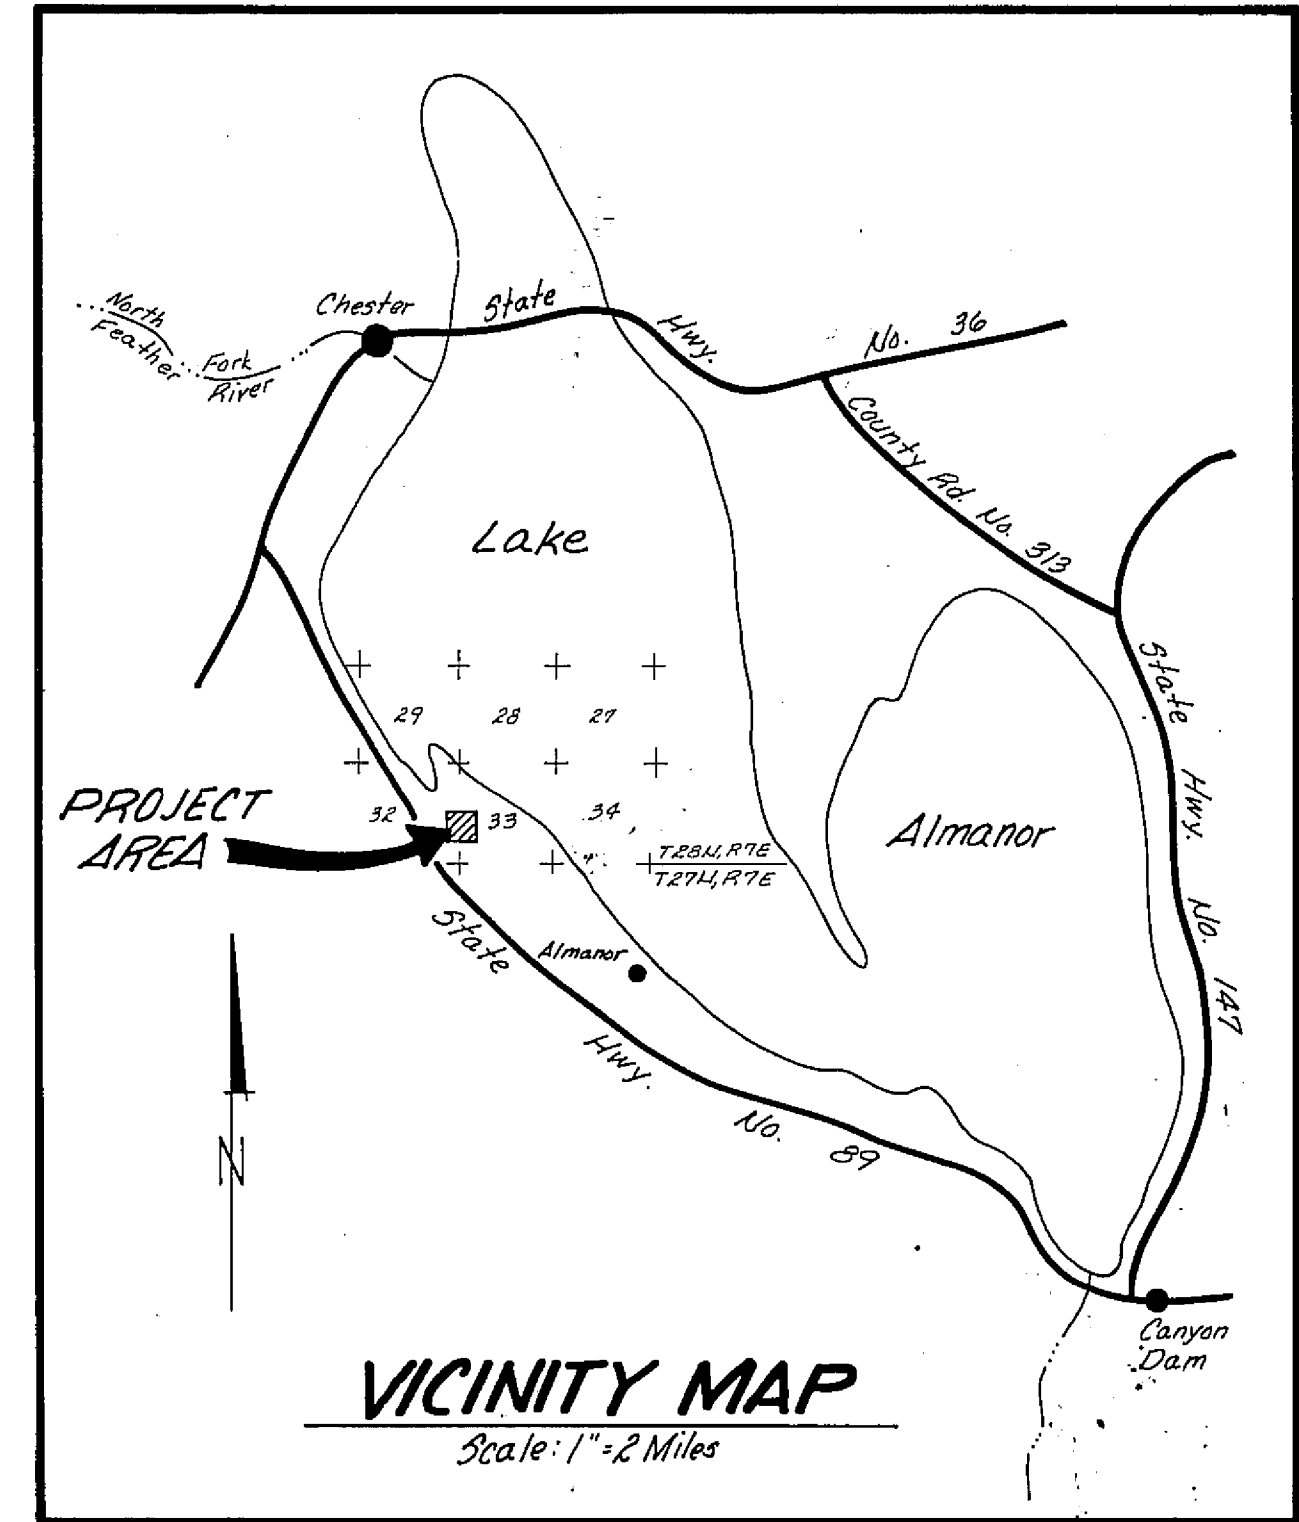 North
Feather
Fork
River
Chester
State Hwy. No. 36
County Rd. No. 313
Lake
State Hwy. No. 147
29 28 27
PROJECT
AREA
32 33 34
Almanor
T28N, R7E
T27N, R7E
State Hwy. No. 89
Almanor
N
Canyon
Dam
VICINITY MAP
Scale: 1"=2 Miles